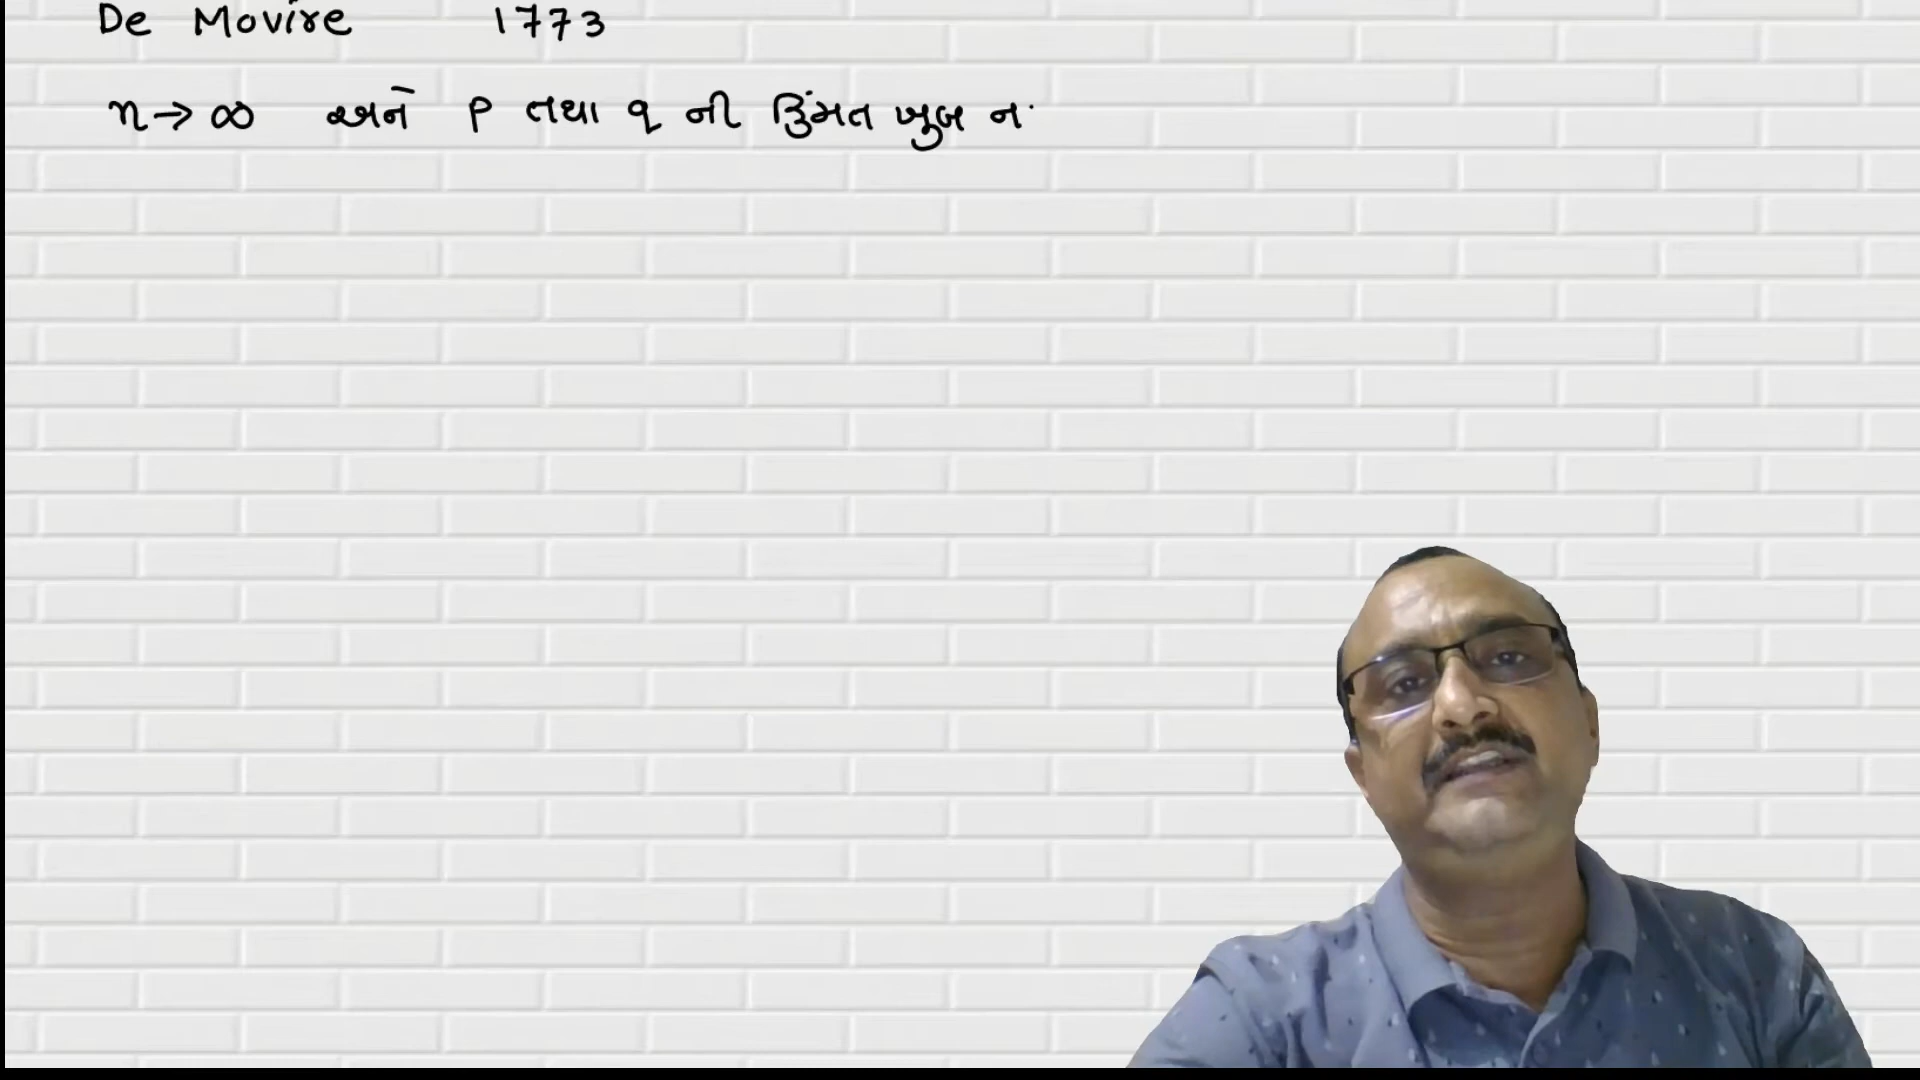 De Movire 1773
n → ∞ અને P તથા q ની કિંમત ખુબ ન